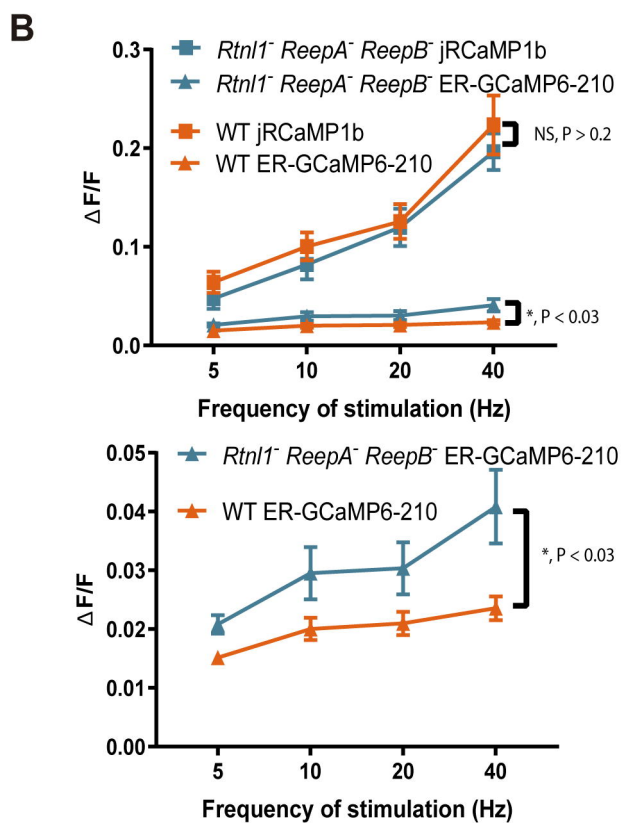 B
Rtnl1⁻ ReepA⁻ ReepB⁻ jRCaMP1b
Rtnl1⁻ ReepA⁻ ReepB⁻ ER-GCaMP6-210
WT jRCaMP1b
WT ER-GCaMP6-210
NS, P > 0.2
*, P < 0.03
Δ F/F
0.3
0.2
0.1
0.0
5 10 20 40
Frequency of stimulation (Hz)
Rtnl1⁻ ReepA⁻ ReepB⁻ ER-GCaMP6-210
WT ER-GCaMP6-210
*, P < 0.03
Δ F/F
0.05
0.04
0.03
0.02
0.01
0.00
5 10 20 40
Frequency of stimulation (Hz)